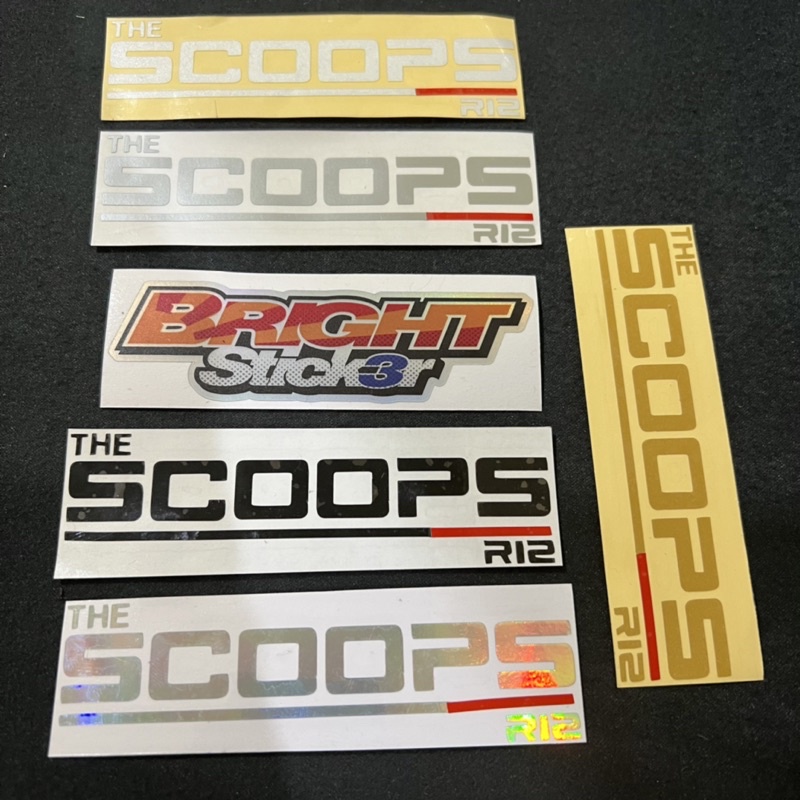 THE
SCOOPS
R12
THE
SCOOPS
R12
BRIGHT
Stick3r
THE
SCOOPS
R12
THE
SCOOPS
R12
THE
SCOOPS
R12